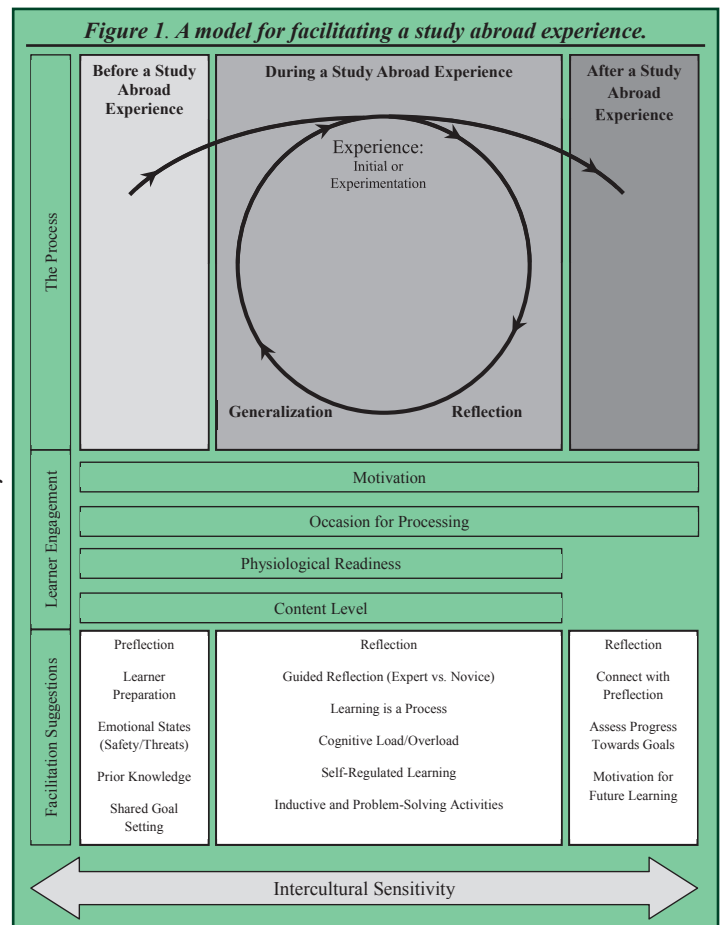 Figure 1. A model for facilitating a study abroad experience.
The Process
Before a Study
Abroad
Experience
During a Study Abroad Experience
After a Study
Abroad
Experience
Experience:
Initial or
Experimentation
Generalization
Reflection
Learner Engagement
Motivation
Occasion for Processing
Physiological Readiness
Content Level
Facilitation Suggestions
Preflection
Learner
Preparation
Emotional States
(Safety/Threats)
Prior Knowledge
Shared Goal
Setting
Reflection
Guided Reflection (Expert vs. Novice)
Learning is a Process
Cognitive Load/Overload
Self-Regulated Learning
Inductive and Problem-Solving Activities
Reflection
Connect with
Preflection
Assess Progress
Towards Goals
Motivation for
Future Learning
Intercultural Sensitivity